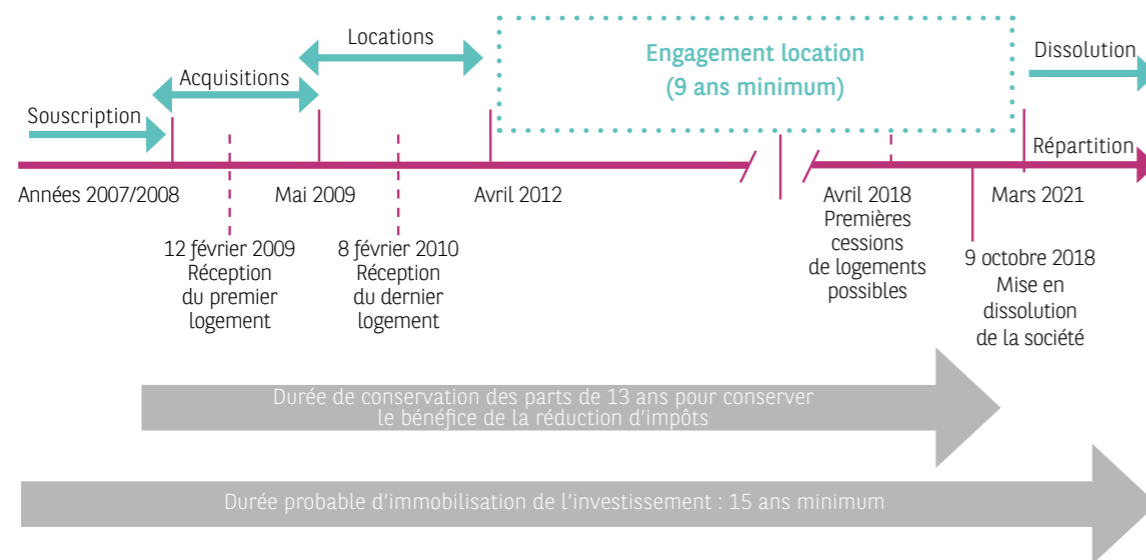 Locations
Engagement location
(9 ans minimum)
Dissolution
Acquisitions
Souscription
Répartition
Années 2007/2008
Mai 2009
Avril 2012
Avril 2018
Premières
cessions
de logements
possibles
Mars 2021
12 février 2009
Réception
du premier
logement
8 février 2010
Réception
du dernier
logement
9 octobre 2018
Mise en
dissolution
de la société
Durée de conservation des parts de 13 ans pour conserver
le bénéfice de la réduction d’impôts
Durée probable d’immobilisation de l’investissement : 15 ans minimum